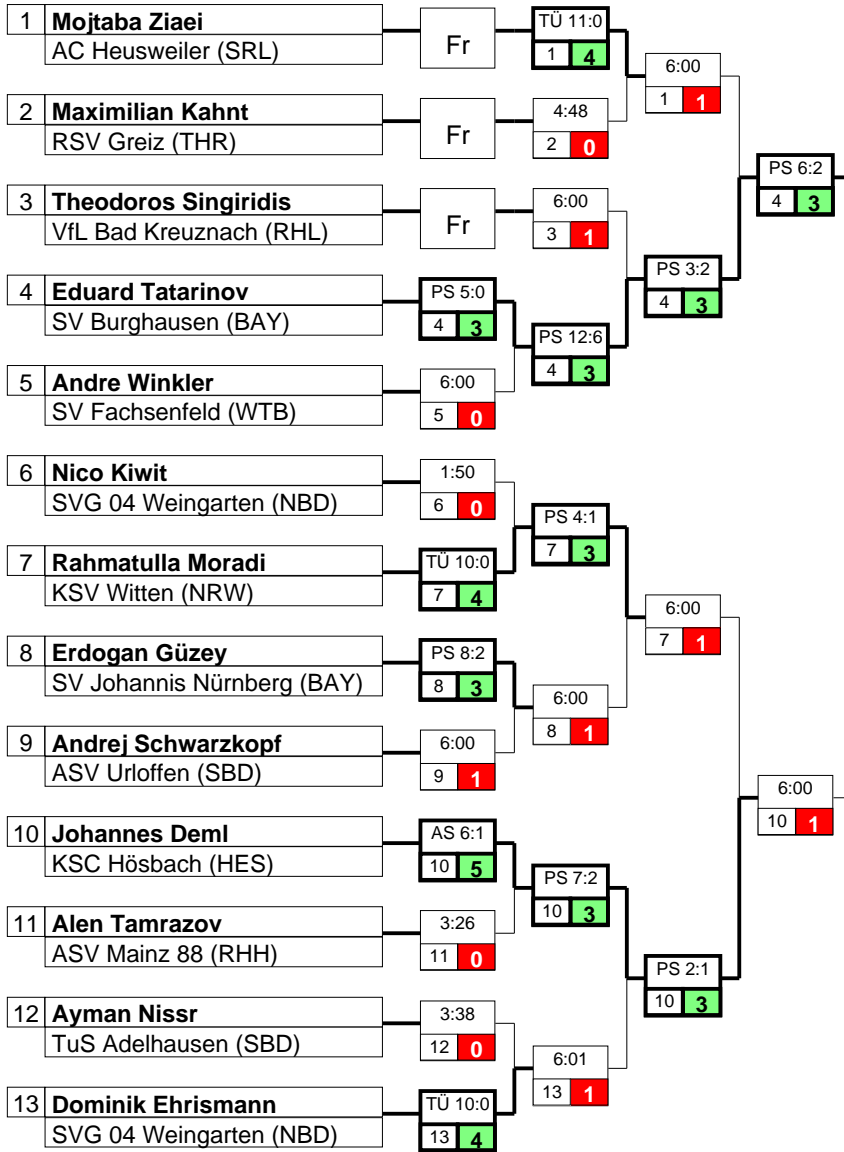 1 Mojtaba Ziaei
AC Heusweiler (SRL)
Fr
TÜ 11:0
1 4
6:00
1 1
2 Maximilian Kahnt
RSV Greiz (THR)
Fr
4:48
2 0
PS 6:2
4 3
3 Theodoros Singiridis
VfL Bad Kreuznach (RHL)
Fr
6:00
3 1
PS 3:2
4 3
4 Eduard Tatarinov
SV Burghausen (BAY)
PS 5:0
4 3
PS 12:6
4 3
5 Andre Winkler
SV Fachsenfeld (WTB)
6:00
5 0
6 Nico Kiwit
SVG 04 Weingarten (NBD)
1:50
6 0
PS 4:1
7 3
7 Rahmatulla Moradi
KSV Witten (NRW)
TÜ 10:0
7 4
6:00
7 1
8 Erdogan Güzey
SV Johannis Nürnberg (BAY)
PS 8:2
8 3
6:00
8 1
9 Andrej Schwarzkopf
ASV Urloffen (SBD)
6:00
9 1
6:00
10 1
10 Johannes Deml
KSC Hösbach (HES)
AS 6:1
10 5
PS 7:2
10 3
11 Alen Tamrazov
ASV Mainz 88 (RHH)
3:26
11 0
PS 2:1
10 3
12 Ayman Nissr
TuS Adelhausen (SBD)
3:38
12 0
6:01
13 1
13 Dominik Ehrismann
SVG 04 Weingarten (NBD)
TÜ 10:0
13 4